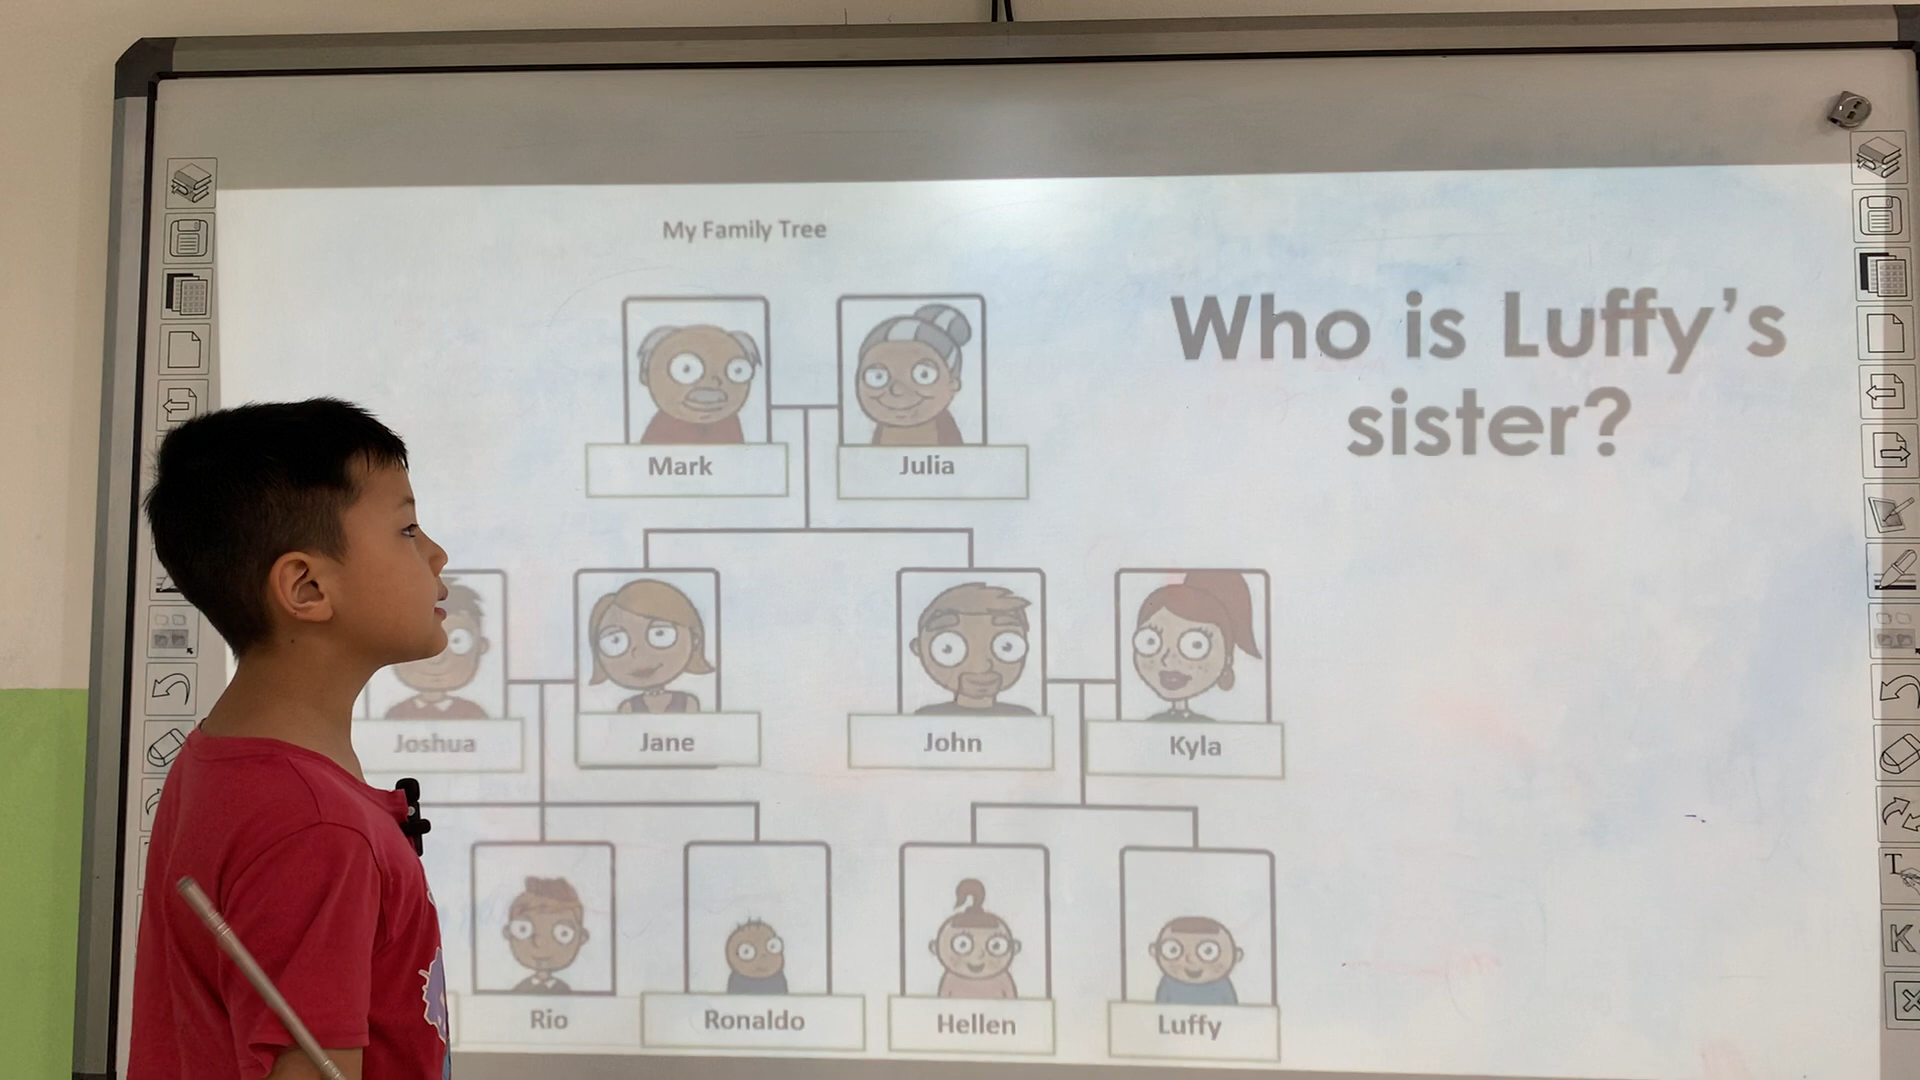 My Family Tree
Who is Luffy's
sister?
Mark
Julia
Joshua
Jane
John
Kyla
Rio
Ronaldo
Hellen
Luffy
T
K